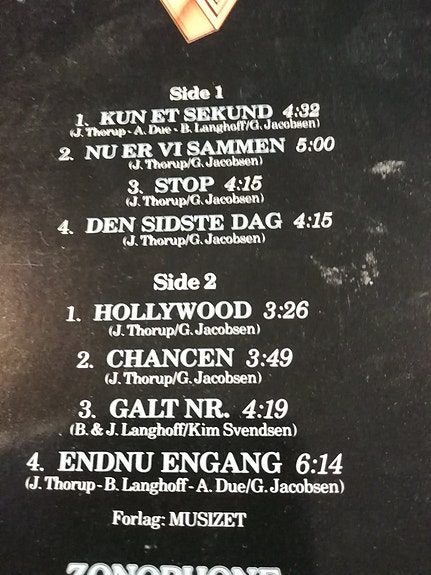 Side 1
1. KUN ET SEKUND 4:32
(J. Thorup - A. Due - B. Langhoff/G. Jacobsen)
2. NU ER VI SAMMEN 5:00
(J. Thorup/G. Jacobsen)
3. STOP 4:15
(J. Thorup/G. Jacobsen)
4. DEN SIDSTE DAG 4:15
(J. Thorup/G. Jacobsen)
Side 2
1. HOLLYWOOD 3:26
(J. Thorup/G. Jacobsen)
2. CHANCEN 3:49
(J. Thorup/G. Jacobsen)
3. GALT NR. 4:19
(B. & J. Langhoff/Kim Svendsen)
4. ENDNU ENGANG 6:14
(J. Thorup - B. Langhoff - A. Due/G. Jacobsen)
Forlag: MUSIZET
ZONOPHONE